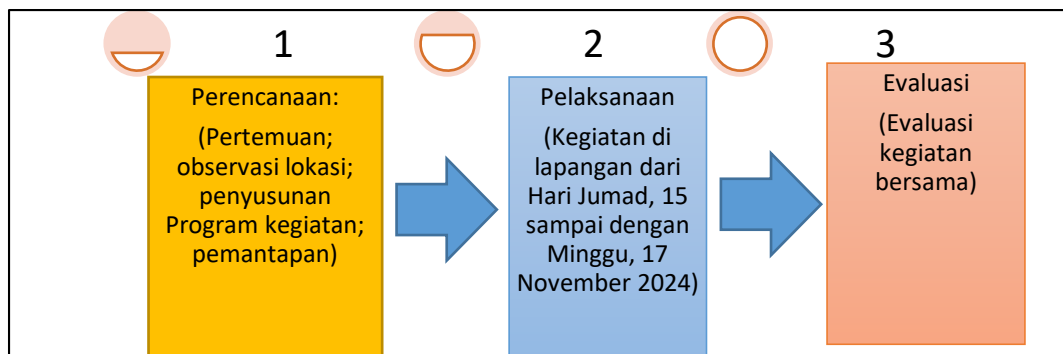 1
Perencanaan:
(Pertemuan;
observasi lokasi;
penyusunan
Program kegiatan;
pemantapan)
2
Pelaksanaan
(Kegiatan di
lapangan dari
Hari Jumad, 15
sampai dengan
Minggu, 17
November 2024)
3
Evaluasi
(Evaluasi
kegiatan
bersama)